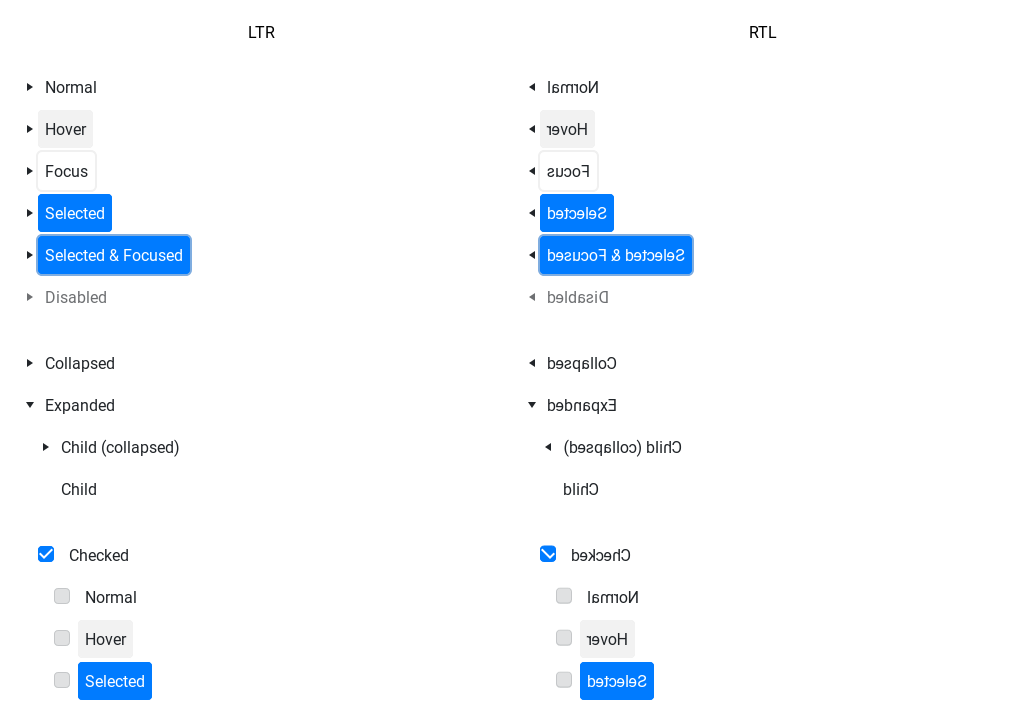 LTR
Normal
Hover
Focus
Selected
Selected & Focused
Disabled
Collapsed
Expanded
Child (collapsed)
Child
Checked
Normal
Hover
Selected
RTL
Normal
Hover
Focus
Selected
Selected & Focused
Disabled
Collapsed
Expanded
Child (collapsed)
Child
Checked
Normal
Hover
Selected